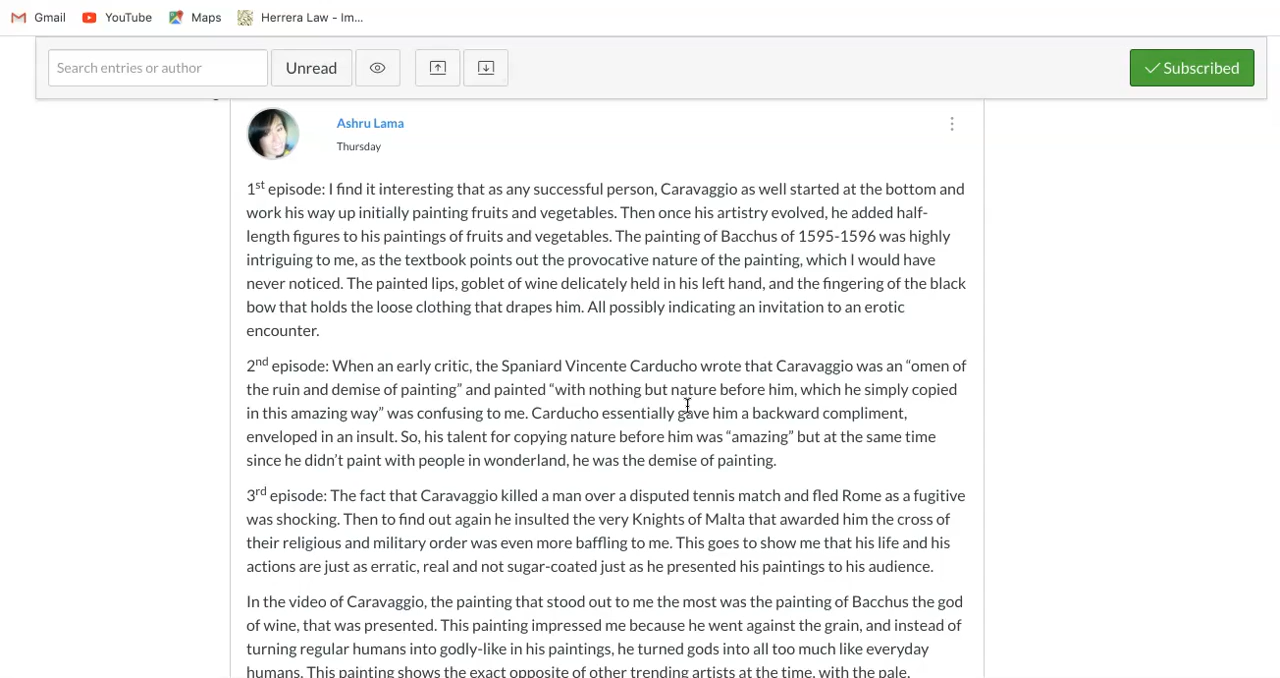 Gmail YouTube Maps Herrera Law - Im...
Search entries or author Unread Subscribed
Ashru Lama
Thursday
1st episode: I find it interesting that as any successful person, Caravaggio as well started at the bottom and
work his way up initially painting fruits and vegetables. Then once his artistry evolved, he added half-
length figures to his paintings of fruits and vegetables. The painting of Bacchus of 1595-1596 was highly
intriguing to me, as the textbook points out the provocative nature of the painting, which I would have
never noticed. The painted lips, goblet of wine delicately held in his left hand, and the fingering of the black
bow that holds the loose clothing that drapes him. All possibly indicating an invitation to an erotic
encounter.
2nd episode: When an early critic, the Spaniard Vincente Carducho wrote that Caravaggio was an “omen of
the ruin and demise of painting” and painted “with nothing but nature before him, which he simply copied
in this amazing way” was confusing to me. Carducho essentially gave him a backward compliment,
enveloped in an insult. So, his talent for copying nature before him was “amazing” but at the same time
since he didn’t paint with people in wonderland, he was the demise of painting.
3rd episode: The fact that Caravaggio killed a man over a disputed tennis match and fled Rome as a fugitive
was shocking. Then to find out again he insulted the very Knights of Malta that awarded him the cross of
their religious and military order was even more baffling to me. This goes to show me that his life and his
actions are just as erratic, real and not sugar-coated just as he presented his paintings to his audience.
In the video of Caravaggio, the painting that stood out to me the most was the painting of Bacchus the god
of wine, that was presented. This painting impressed me because he went against the grain, and instead of
turning regular humans into godly-like in his paintings, he turned gods into all too much like everyday
humans. This painting shows the exact opposite of other trending artists at the time, with the pale,